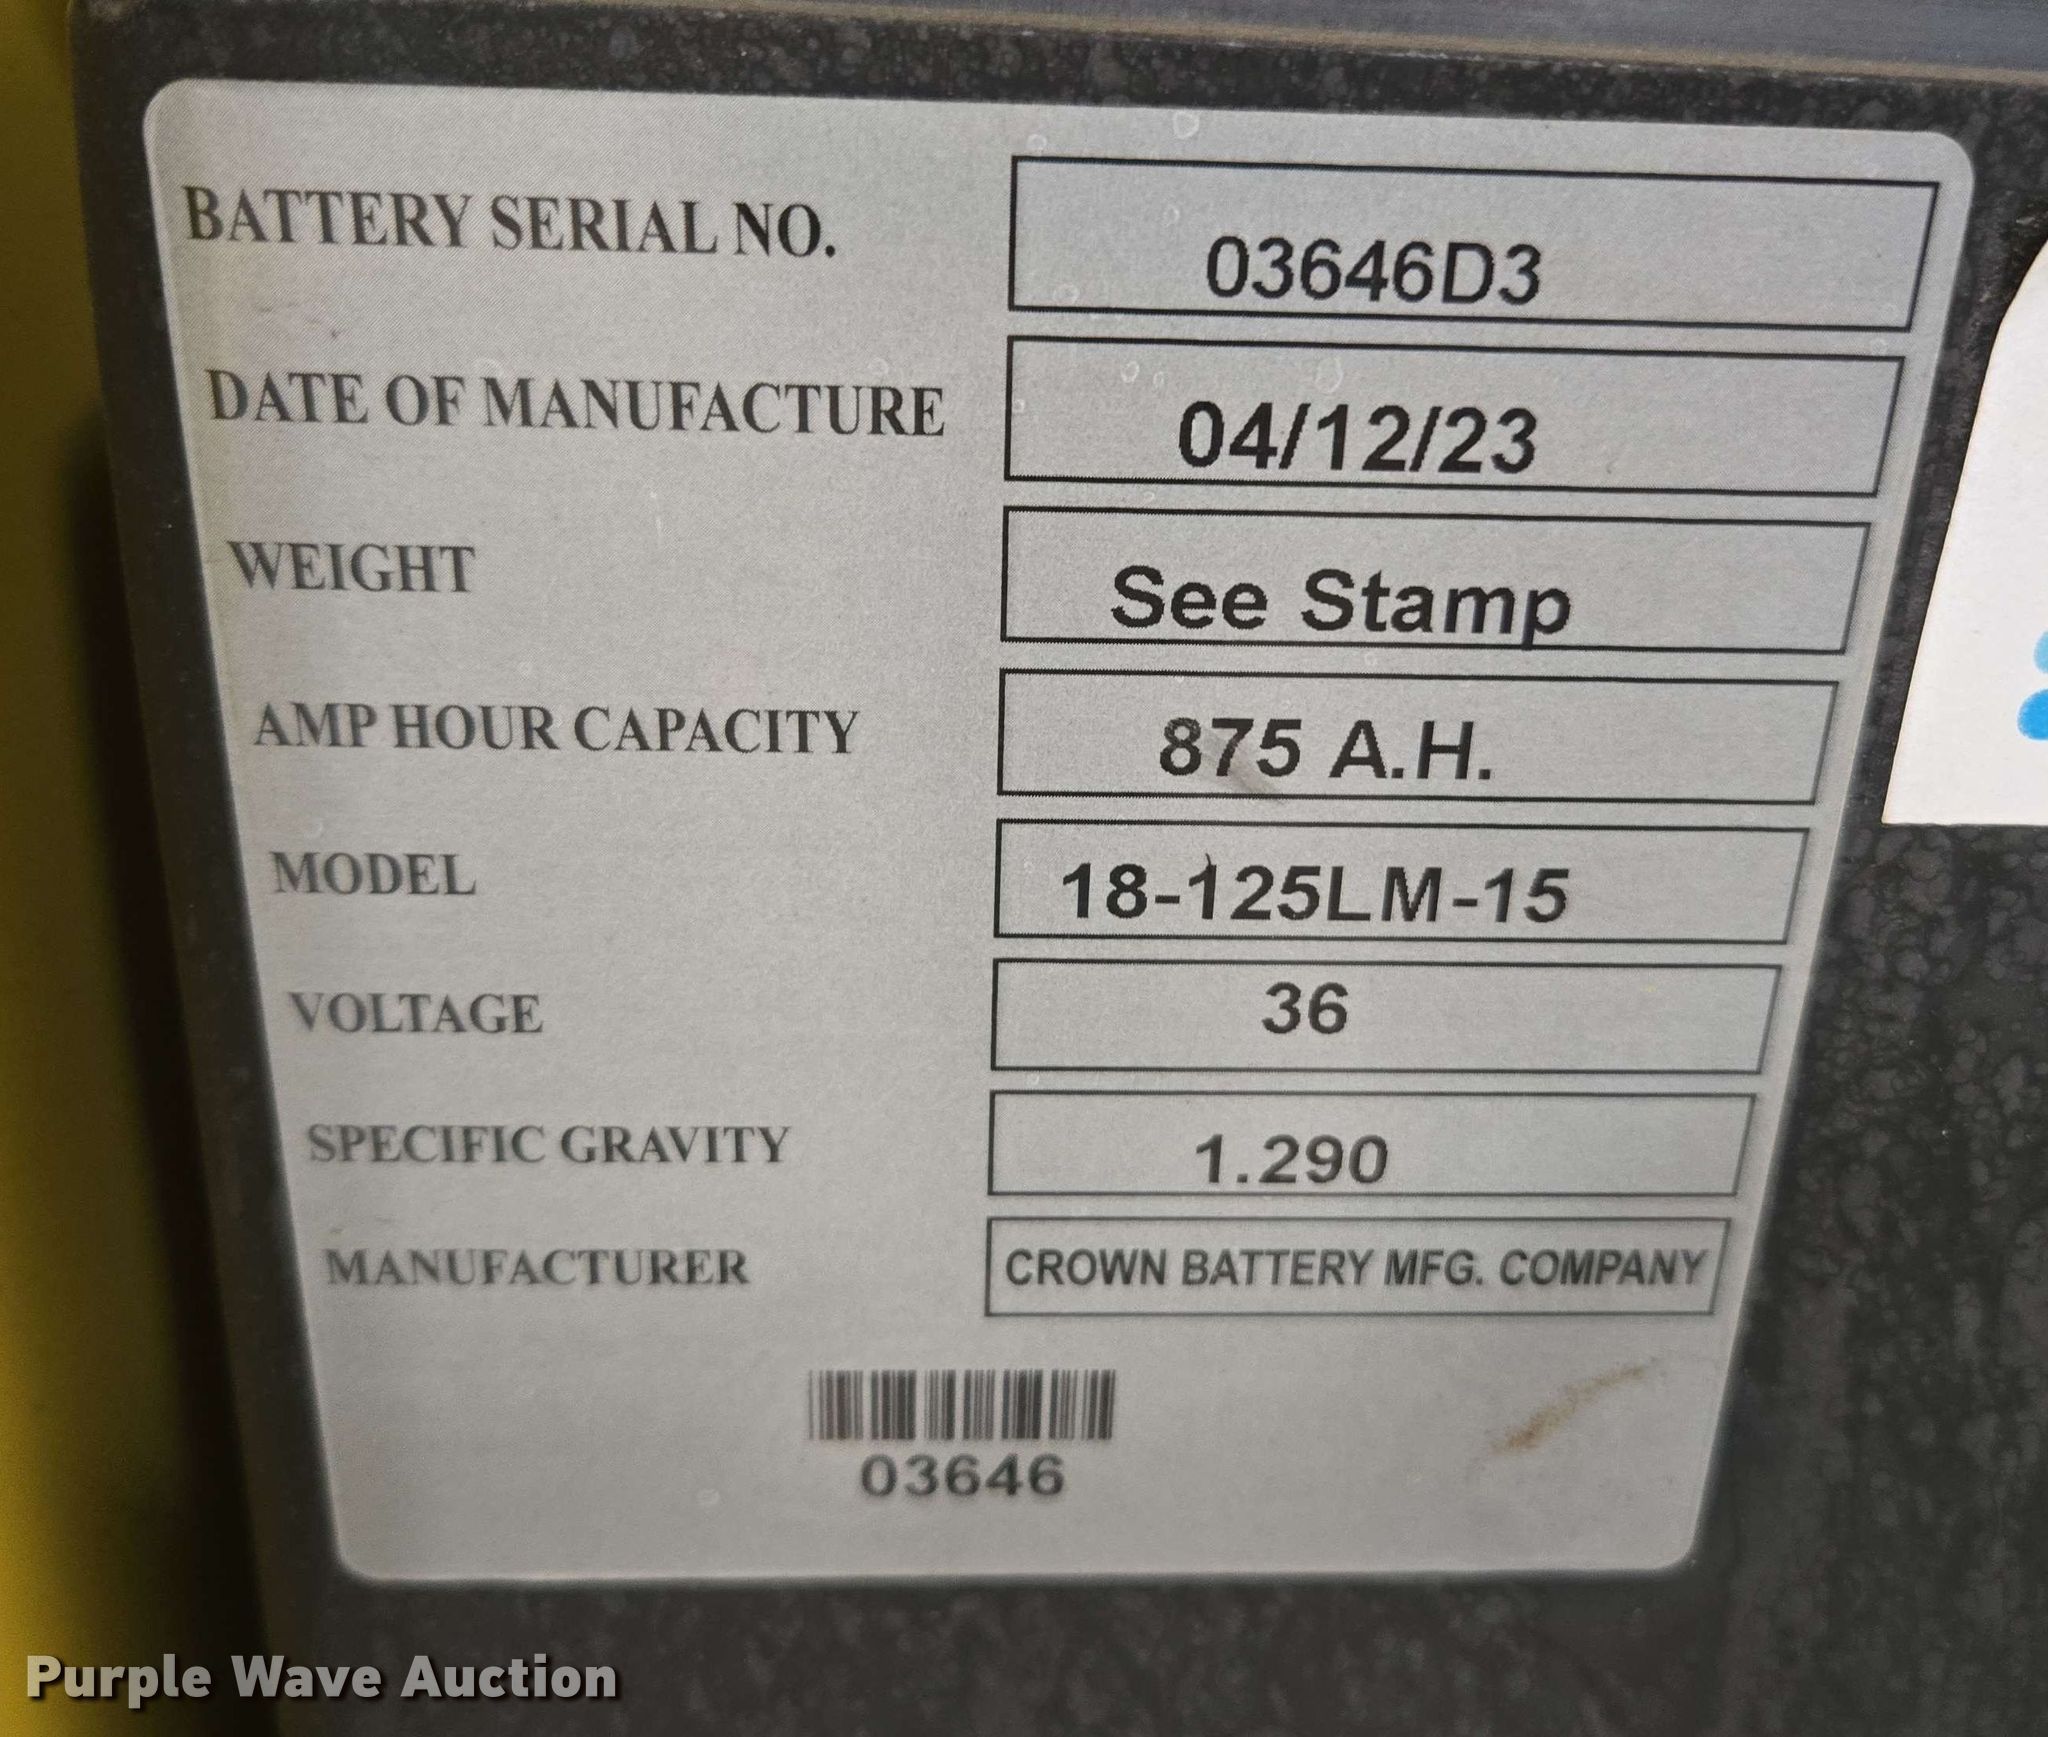 BATTERY SERIAL NO. 03646D3
DATE OF MANUFACTURE 04/12/23
WEIGHT See Stamp
AMP HOUR CAPACITY 875 A.H.
MODEL 18-125LM-15
VOLTAGE 36
SPECIFIC GRAVITY 1.290
MANUFACTURER CROWN BATTERY MFG. COMPANY
03646
Purple Wave Auction